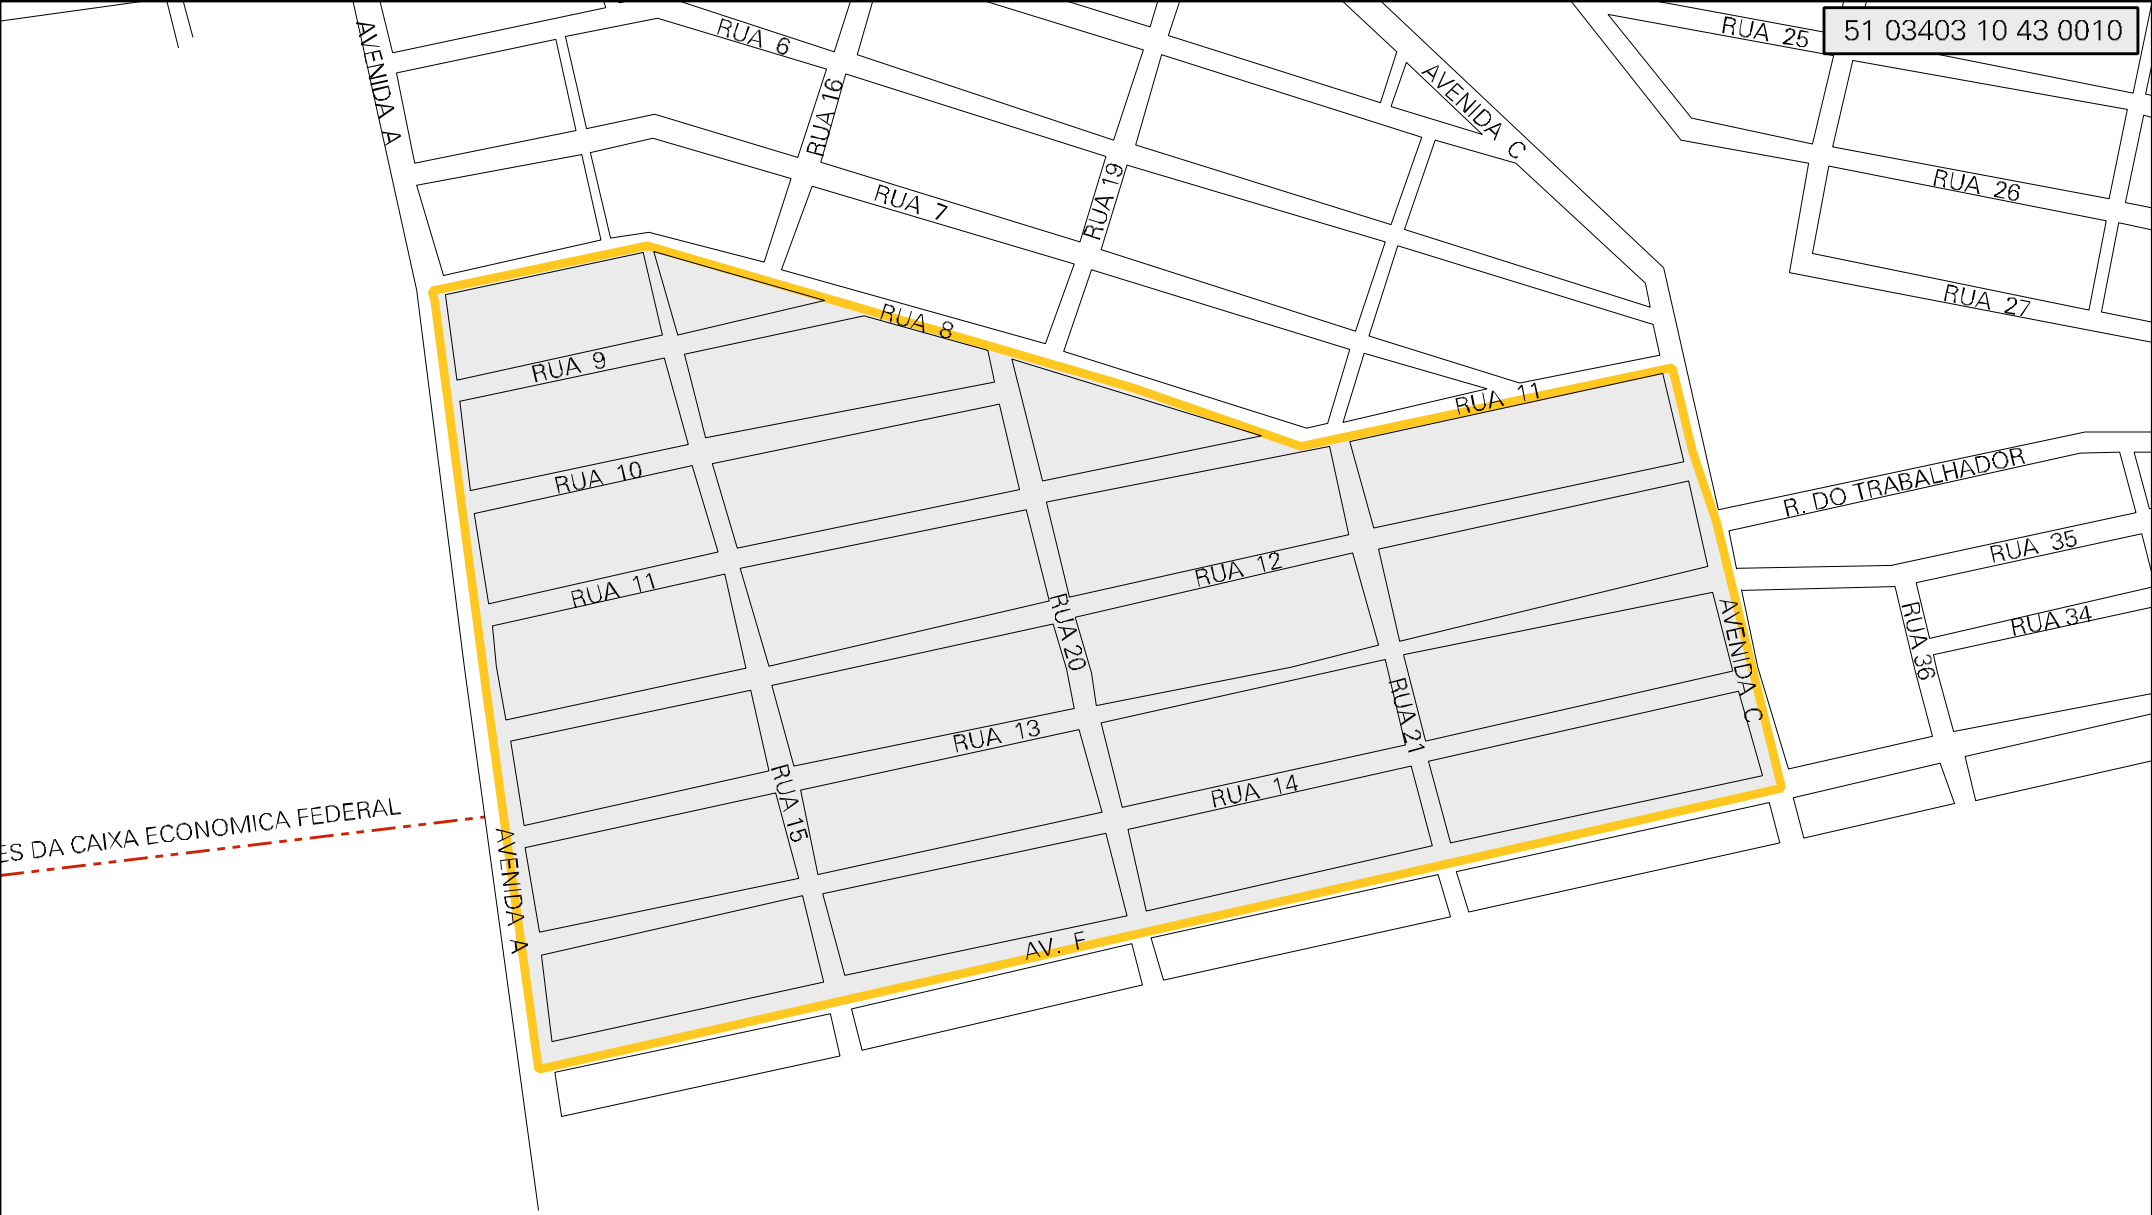 51 03403 10 43 0010
RUA 25
RUA 6
AVENIDA A
RUA 16
AVENIDA C
RUA 19
RUA 7
RUA 26
RUA 27
RUA 8
RUA 9
RUA 11
RUA 10
R. DO TRABALHADOR
RUA 35
RUA 12
RUA 11
RUA 34
RUA 20
RUA 36
AVENIDA C
RUA 21
RUA 13
RUA 14
RUA 15
ES DA CAIXA ECONOMICA FEDERAL
AVENIDA A
AV. F